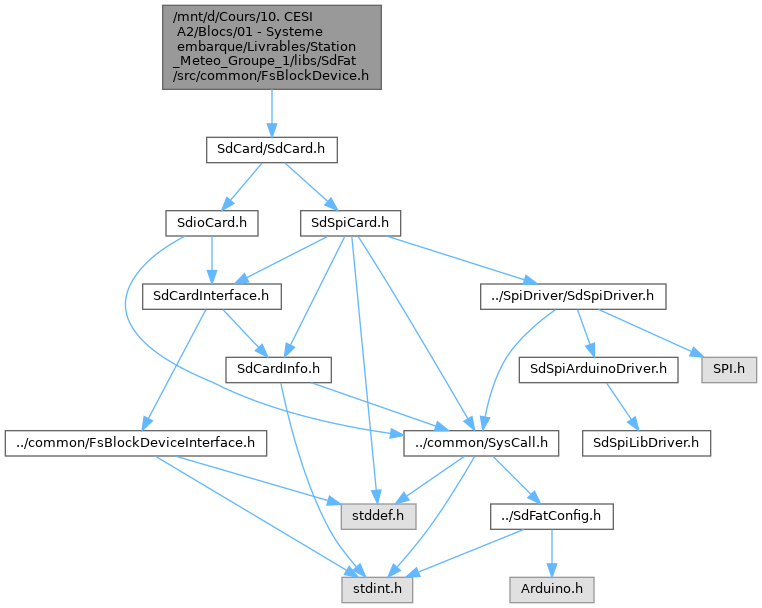 /mnt/d/Cours/10. CESI
A2/Blocs/01 - Systeme
embarque/Livrables/Station
_Meteo_Groupe_1/libs/SdFat
/src/common/FsBlockDevice.h
SdCard/SdCard.h
SdioCard.h
SdSpiCard.h
SdCardInterface.h
../SpiDriver/SdSpiDriver.h
SdCardInfo.h
SdSpiArduinoDriver.h
SPI.h
../common/FsBlockDeviceInterface.h
../common/SysCall.h
SdSpiLibDriver.h
stddef.h
../SdFatConfig.h
stdint.h
Arduino.h